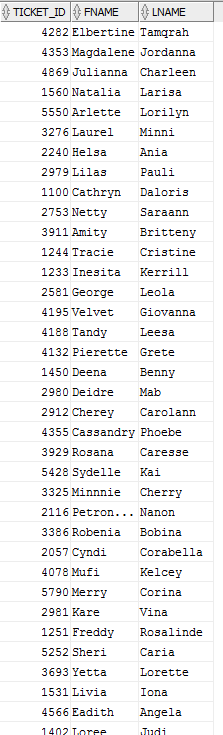 TICKET_ID FNAME LNAME
4282 Elbertine Tamqrah
4353 Magdalene Jordanna
4869 Julianna Charleen
1560 Natalia Larisa
5550 Arlette Lorilyn
3276 Laurel Minni
2240 Helsa Ania
2979 Lilas Pauli
1100 Cathryn Daloris
2753 Netty Saraann
3911 Amity Britteny
1244 Tracie Cristine
1233 Inesita Kerrill
2581 George Leola
4195 Velvet Giovanna
4188 Tandy Leesa
4132 Pierette Grete
1450 Deena Benny
2980 Deidre Mab
2912 Cherey Carolann
4355 Cassandry Phoebe
3929 Rosana Caresse
5428 Sydelle Kai
3325 Minnnie Cherry
2116 Petron... Nanon
3386 Robenia Bobina
2057 Cyndi Corabella
4078 Mufi Kelcey
5790 Merry Corina
2981 Kare Vina
1251 Freddy Rosalinde
5252 Sheri Caria
3693 Yetta Lorette
1531 Livia Iona
4566 Eadith Angela
1402 Loree Judi